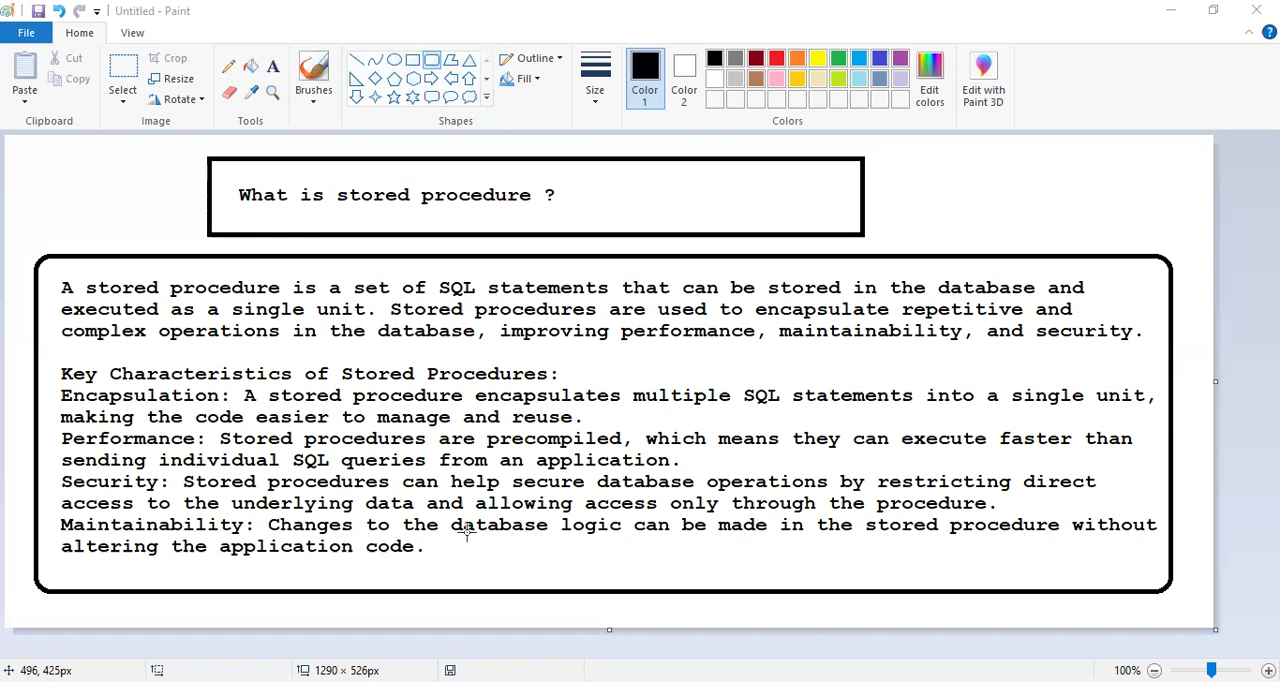 Untitled - Paint
File Home View
Paste Cut Copy Clipboard
Select Crop Resize Rotate Image
A Tools
Brushes
Outline Fill Shapes
Size
Color 1 Color 2 Edit colors Colors
Edit with Paint 3D
What is stored procedure ?
A stored procedure is a set of SQL statements that can be stored in the database and
executed as a single unit. Stored procedures are used to encapsulate repetitive and
complex operations in the database, improving performance, maintainability, and security.
Key Characteristics of Stored Procedures:
Encapsulation: A stored procedure encapsulates multiple SQL statements into a single unit,
making the code easier to manage and reuse.
Performance: Stored procedures are precompiled, which means they can execute faster than
sending individual SQL queries from an application.
Security: Stored procedures can help secure database operations by restricting direct
access to the underlying data and allowing access only through the procedure.
Maintainability: Changes to the database logic can be made in the stored procedure without
altering the application code.
496, 425px 1290 × 526px 100%